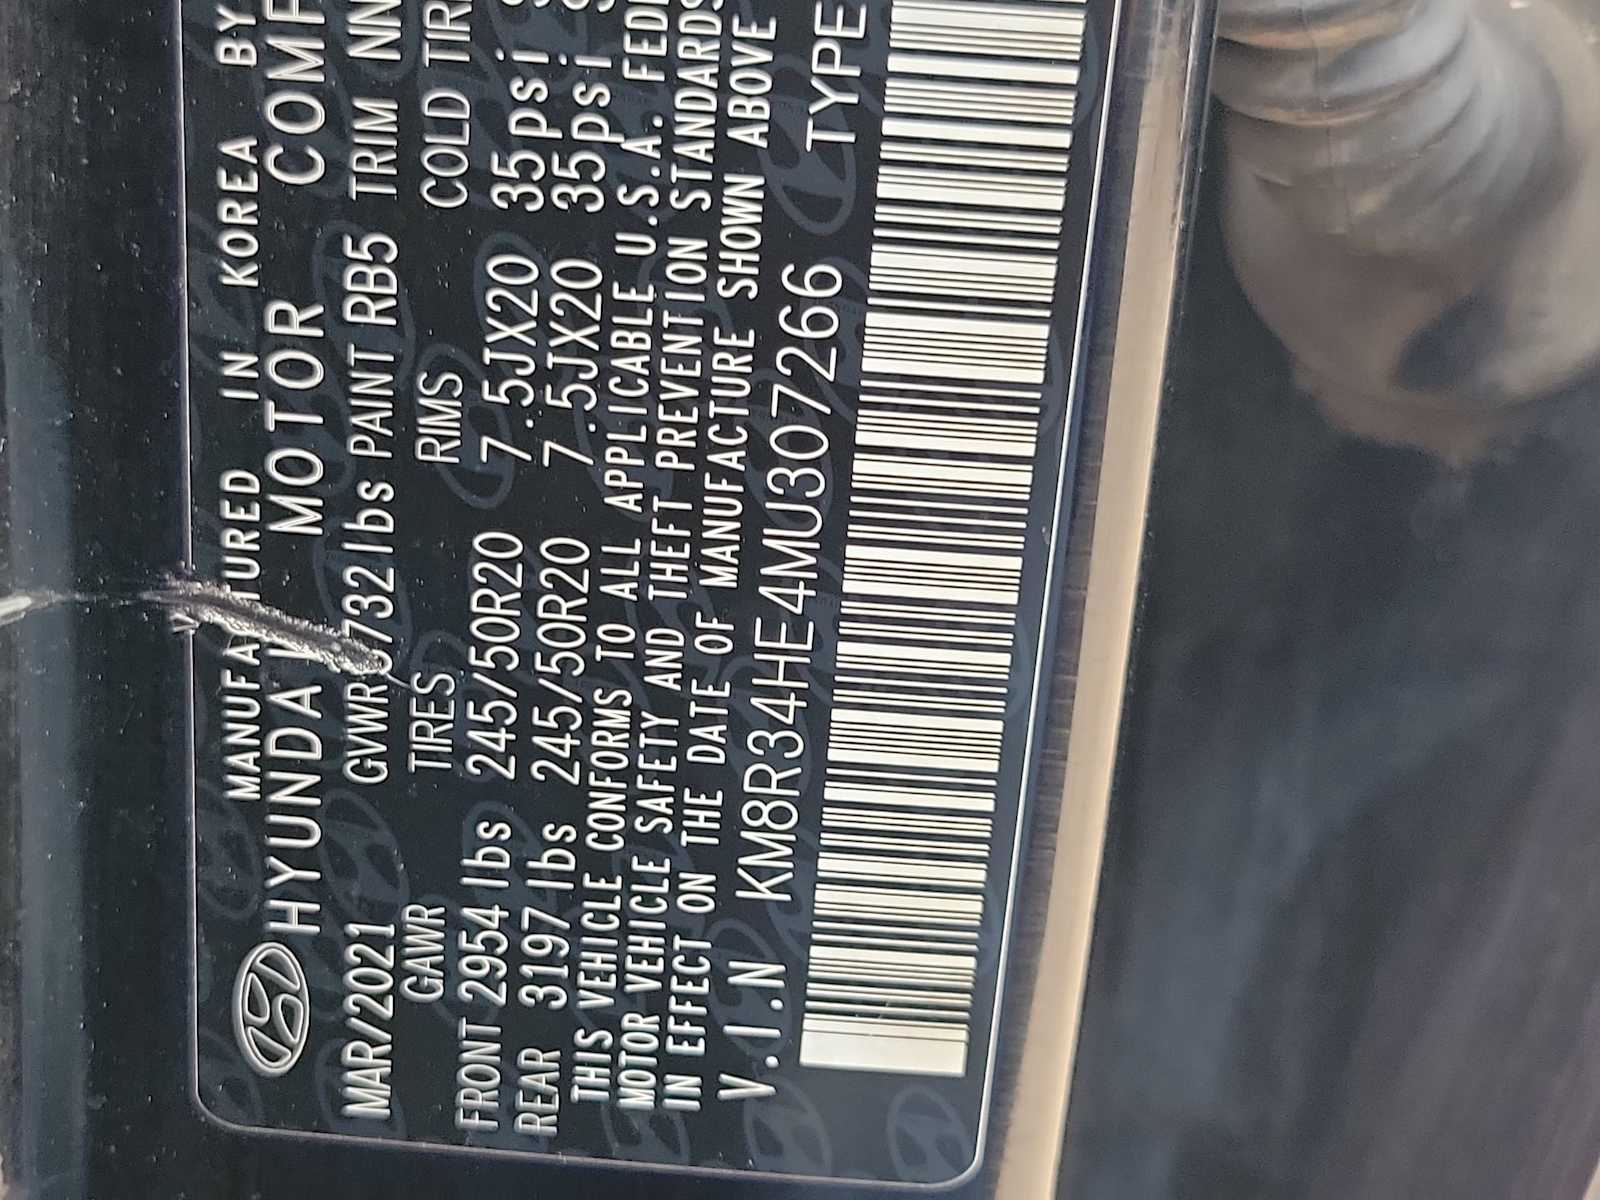 MANUFACTURED IN KOREA BY
HYUNDAI MOTOR COMP
MAR/2021 GVWR 6732lbs PAINT RB5 TRIM NN
GAWR TIRES RIMS COLD TIR
FRONT 2954 lbs 245/50R20 7.5JX20 35psi
REAR 3197 lbs 245/50R20 7.5JX20 35psi
THIS VEHICLE CONFORMS TO ALL APPLICABLE U.S.A. FED
MOTOR VEHICLE SAFETY AND THEFT PREVENTION STANDARDS
IN EFFECT ON THE DATE OF MANUFACTURE SHOWN ABOVE
V.I.N KM8R34HE4MU307266 TYPE